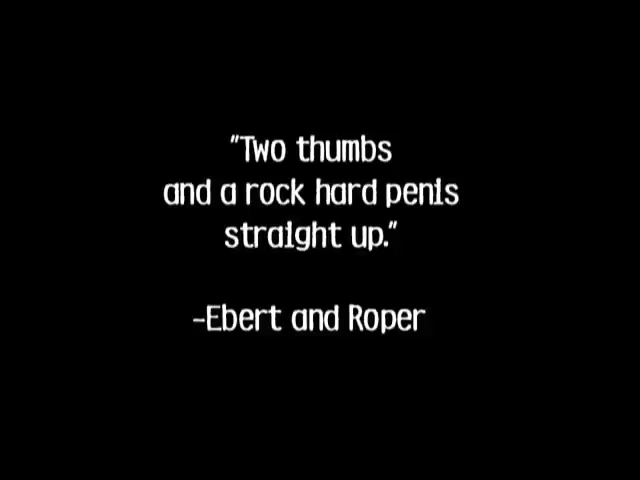 "Two thumbs
and a rock hard penis
straight up."
-Ebert and Roper